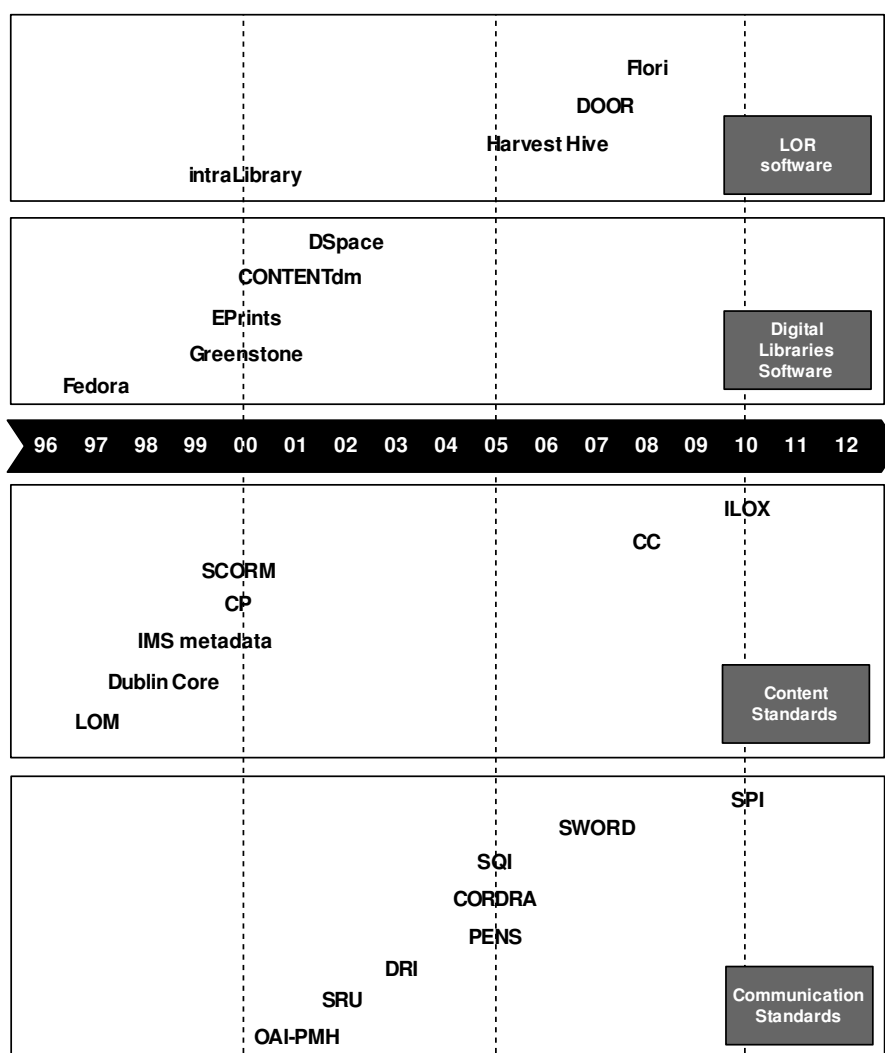 Flori
DOOR
Harvest Hive
LOR
software
intraLibrary
DSpace
CONTENTdm
EPrints
Digital
Libraries
Software
Greenstone
Fedora
96 97 98 99 00 01 02 03 04 05 06 07 08 09 10 11 12
ILOX
CC
SCORM
CP
IMS metadata
Dublin Core
Content
Standards
LOM
SPI
SWORD
SQI
CORDRA
PENS
DRI
SRU
Communication
Standards
OAI-PMH